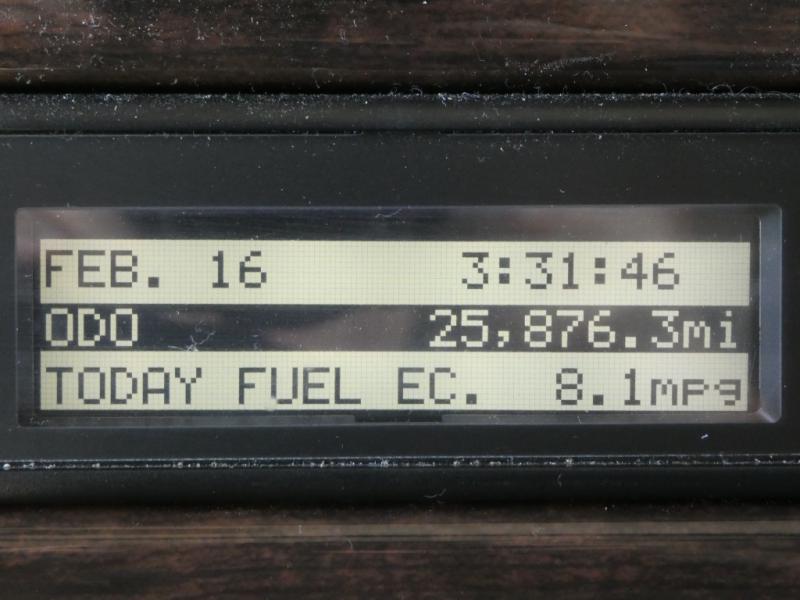 FEB. 16 3:31:46
ODO 25,876.3mi
TODAY FUEL EC. 8.1mpg